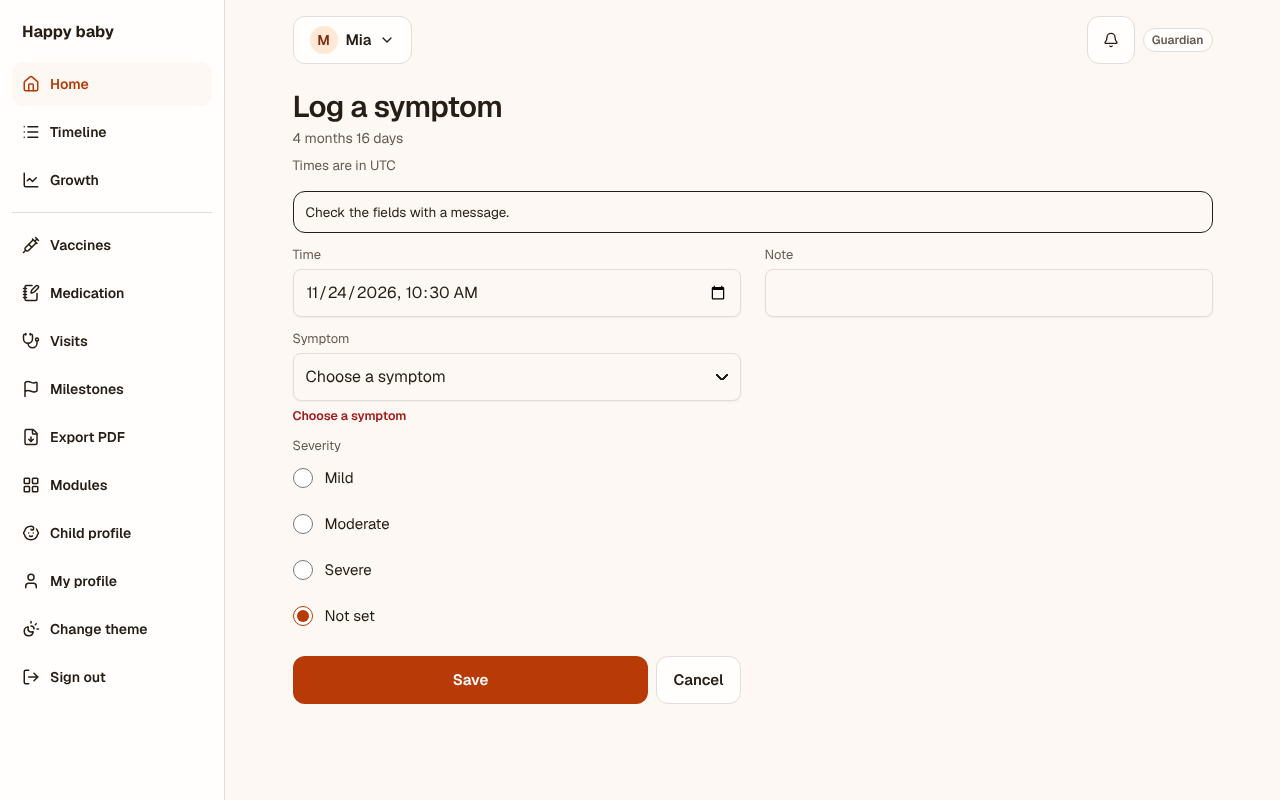 Happy baby
Home
Timeline
Growth
Vaccines
Medication
Visits
Milestones
Export PDF
Modules
Child profile
My profile
Change theme
Sign out
M Mia
Guardian
Log a symptom
4 months 16 days
Times are in UTC
Check the fields with a message.
Time
11/24/2026, 10:30 AM
Note
Symptom
Choose a symptom
Choose a symptom
Severity
Mild
Moderate
Severe
Not set
Save
Cancel